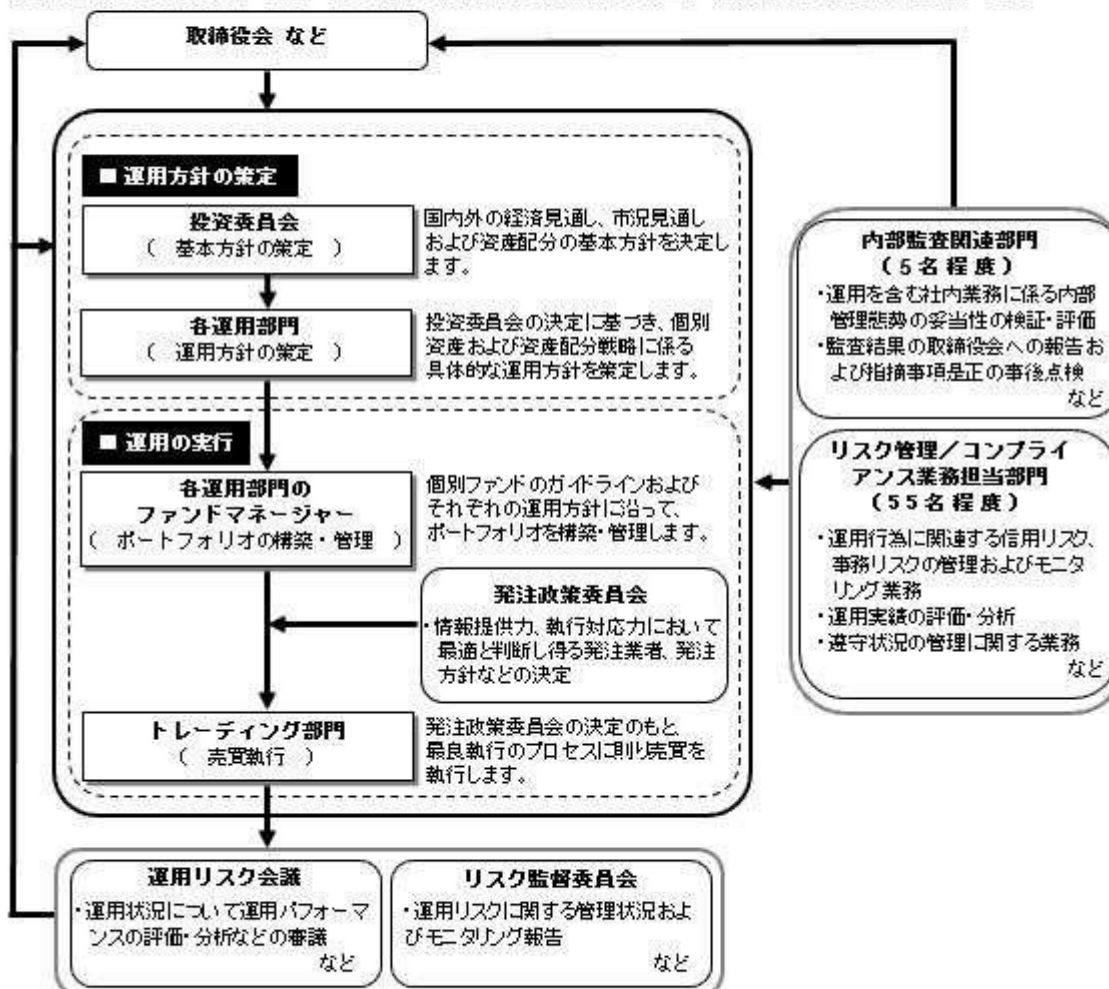 取締役会 など
■ 運用方針の策定
投資委員会
( 基本方針の策定 )
国内外の経済見通し、市況見通し
および資産配分の基本方針を決定し
ます。
各運用部門
( 運用方針の策定 )
投資委員会の決定に基づき、個別
資産および資産配分戦略に係る
具体的な運用方針を策定します。
■ 運用の実行
各運用部門の
ファンドマネージャー
( ポートフォリオの構築・管理 )
個別ファンドのガイドラインおよび
それぞれの運用方針に沿って、
ポートフォリオを構築・管理します。
発注政策委員会
・情報提供力、執行対応力において
最適と判断し得る発注業者、発注
方針などの決定
トレーディング部門
( 売買執行 )
発注政策委員会の決定のもと
最良執行のプロセスに則り売買を
執行します。
内部監査関連部門
(5名程度)
・運用を含む社内業務に係る内部
管理態勢の妥当性の検証・評価
・監査結果の取締役会への報告お
よび指摘事項是正の事後点検
など
リスク管理/コンプライ
アンス業務担当部門
(55名程度)
・運用行為に関連する信用リスク、
事務リスクの管理およびモニタ
リング業務
・運用実績の評価・分析
・遵守状況の管理に関する業務
など
運用リスク会議
・運用状況について運用パフォーマ
ンスの評価・分析などの審議
など
リスク監督委員会
・運用リスクに関する管理状況およ
びモニタリング報告
など